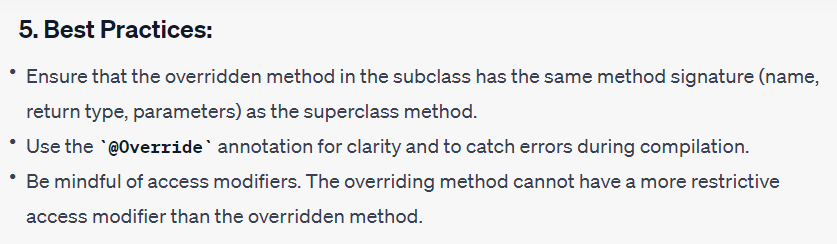 5. Best Practices:
• Ensure that the overridden method in the subclass has the same method signature (name,
return type, parameters) as the superclass method.
• Use the `@Override` annotation for clarity and to catch errors during compilation.
• Be mindful of access modifiers. The overriding method cannot have a more restrictive
access modifier than the overridden method.